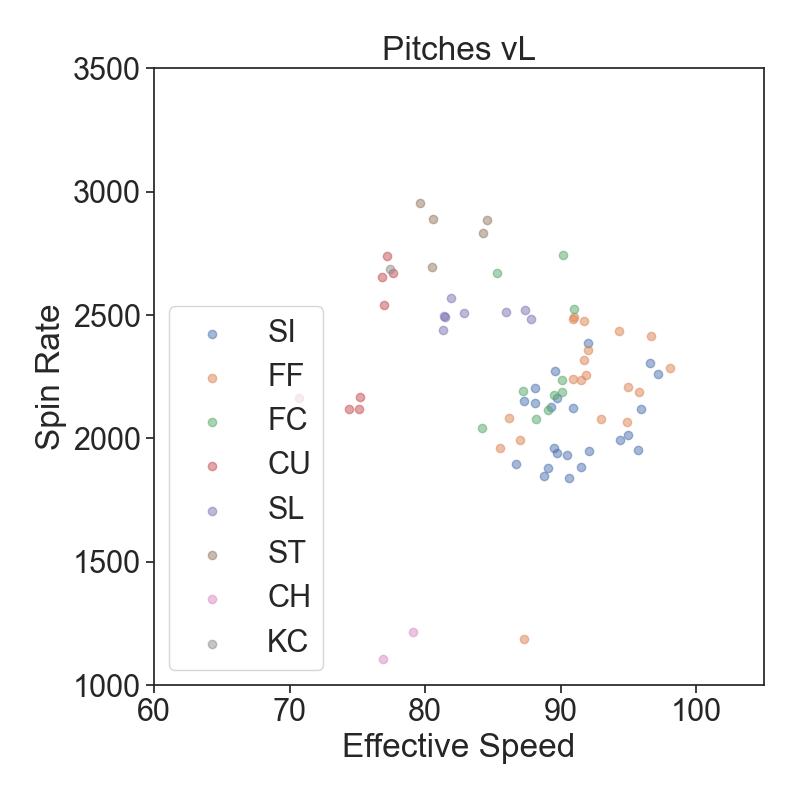 Pitches vL
3500
3000
2500
2000
1500
1000
Spin Rate
SI
FF
FC
CU
SL
ST
CH
KC
60 70 80 90 100
Effective Speed